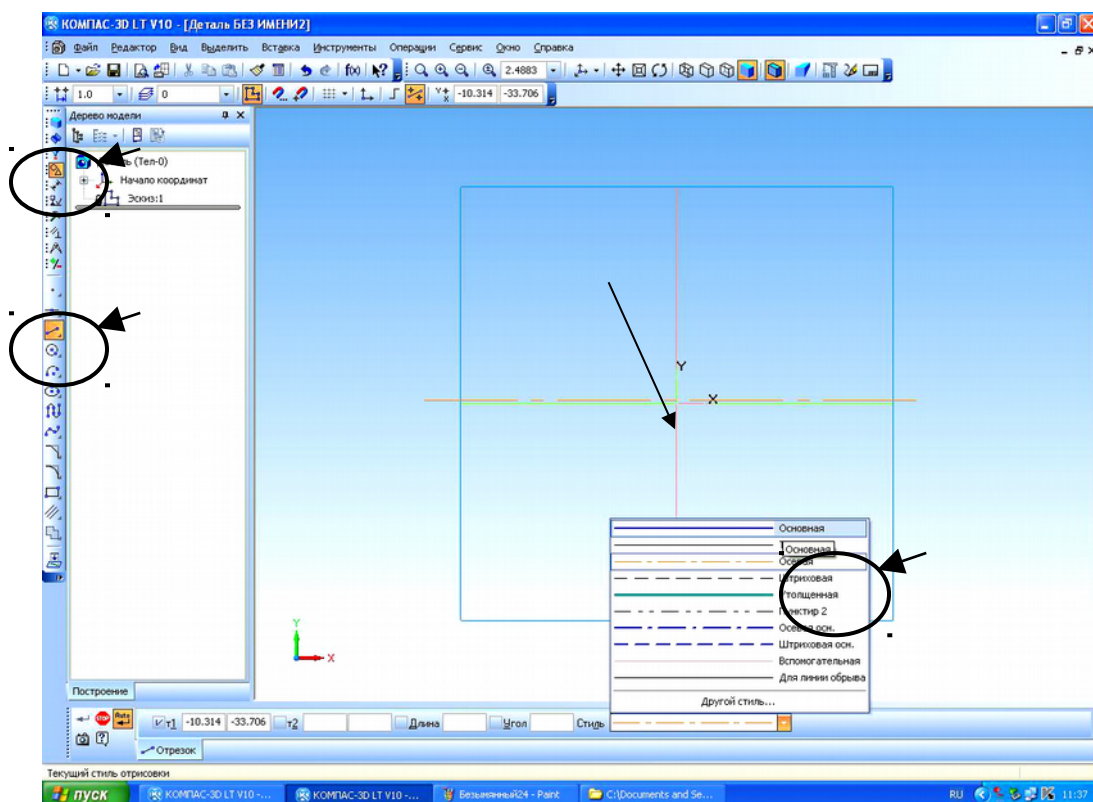 КОМПАС-3D LT V10 - [Деталь БЕЗ ИМЕНИ2]
Файл Редактор Вид Выделить Вставка Инструменты Операции Сервис Окно Справка
2.4883
1.0 0 -10.314 -33.706
Дерево модели
(Тел-0)
Начало координат
Эскиз:1
Y
X
Основная
Основная
Осевая
Штриховая
Утолщенная
Пунктир 2
Осевая осн.
Штриховая осн.
Вспомогательная
Для линии обрыва
Другой стиль...
Y
X
Построение
STOP Auto т1 -10.314 -33.706 т2 Длина Угол Стиль
Отрезок
Текущий стиль отрисовки
пуск КОМПАС-3D LT V10 -... КОМПАС-3D LT V10 -... Безымянный24 - Paint C:\Documents and Se... RU 11:37